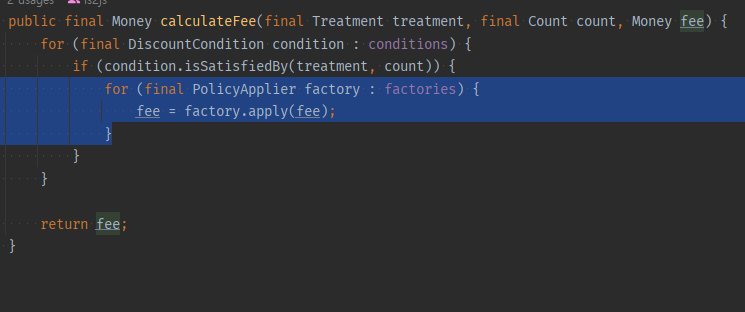 2 usages is2js
public final Money calculateFee(final Treatment treatment, final Count count, Money fee) {
for (final DiscountCondition condition : conditions) {
if (condition.isSatisfiedBy(treatment, count)) {
for (final PolicyApplier factory : factories) {
fee = factory.apply(fee);
}
}
}
return fee;
}